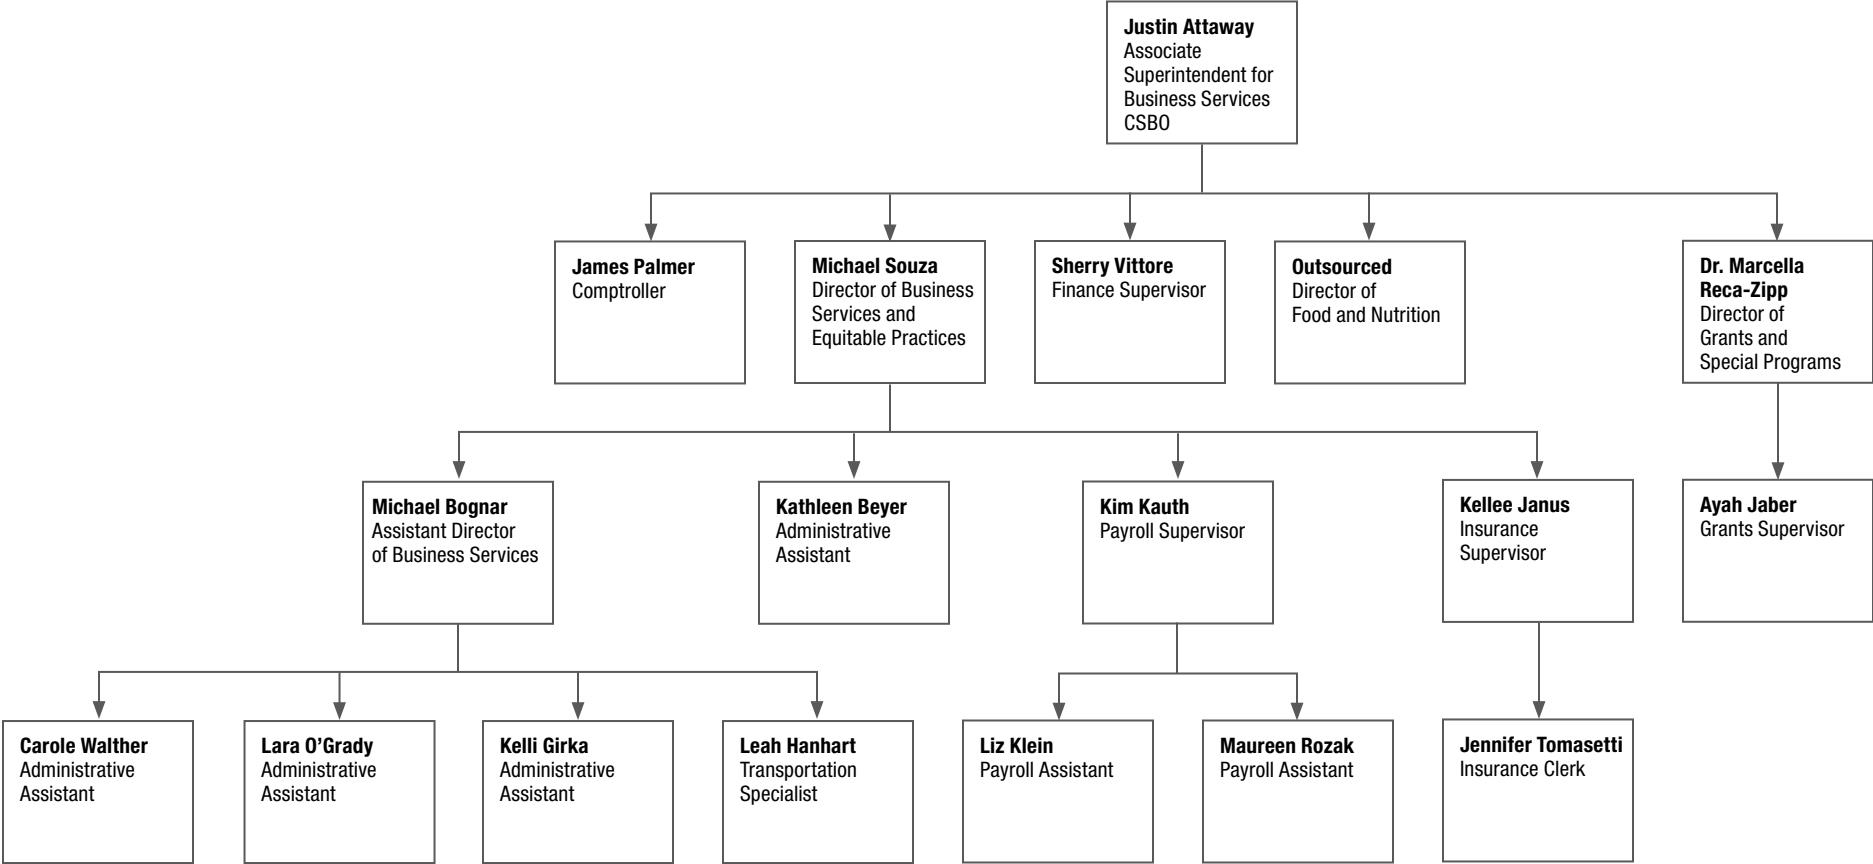 Justin Attaway
Associate
Superintendent for
Business Services
CSBO
James Palmer
Comptroller
Michael Souza
Director of Business
Services and
Equitable Practices
Sherry Vittore
Finance Supervisor
Outsourced
Director of
Food and Nutrition
Dr. Marcella
Reca-Zipp
Director of
Grants and
Special Programs
Michael Bognar
Assistant Director
of Business Services
Kathleen Beyer
Administrative
Assistant
Kim Kauth
Payroll Supervisor
Kellee Janus
Insurance
Supervisor
Ayah Jaber
Grants Supervisor
Carole Walther
Administrative
Assistant
Lara O’Grady
Administrative
Assistant
Kelli Girka
Administrative
Assistant
Leah Hanhart
Transportation
Specialist
Liz Klein
Payroll Assistant
Maureen Rozak
Payroll Assistant
Jennifer Tomasetti
Insurance Clerk